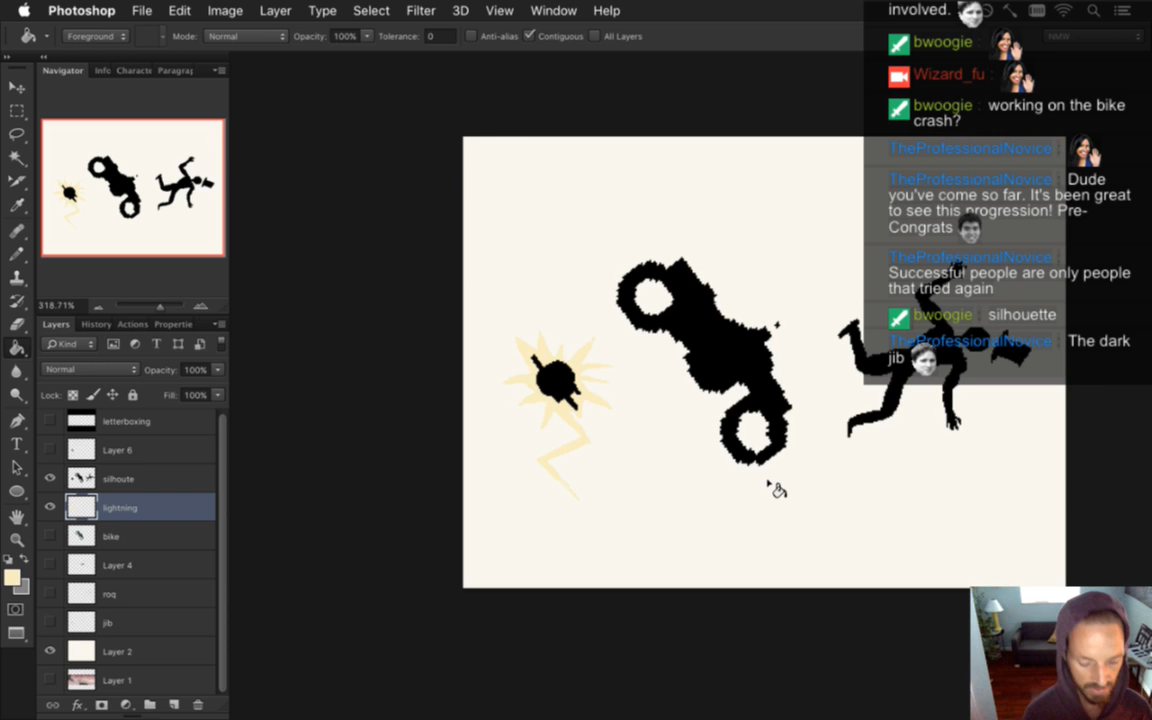 Photoshop File Edit Image Layer Type Select Filter 3D View Window Help
Foreground Mode: Normal Opacity: 100% Tolerance: 0 Anti-alias Contiguous All Layers
Navigator Info Characte Paragraj
318.71%
Layers History Actions Propertie
Kind
Normal Opacity: 100%
Lock: Fill: 100%
letterboxing
Layer 6
silhoute
lightning
bike
Layer 4
roq
jib
Layer 2
Layer 1
fx
involved.
bwoogie :
Wizard_fu :
bwoogie : working on the bike
crash?
TheProfessionalNovice :
TheProfessionalNovice : Dude
you've come so far. It's been great
to see this progression! Pre-
Congrats
TheProfessionalNovice :
Successful people are only people
that tried again
bwoogie : silhouette
TheProfessionalNovice : The dark
jib